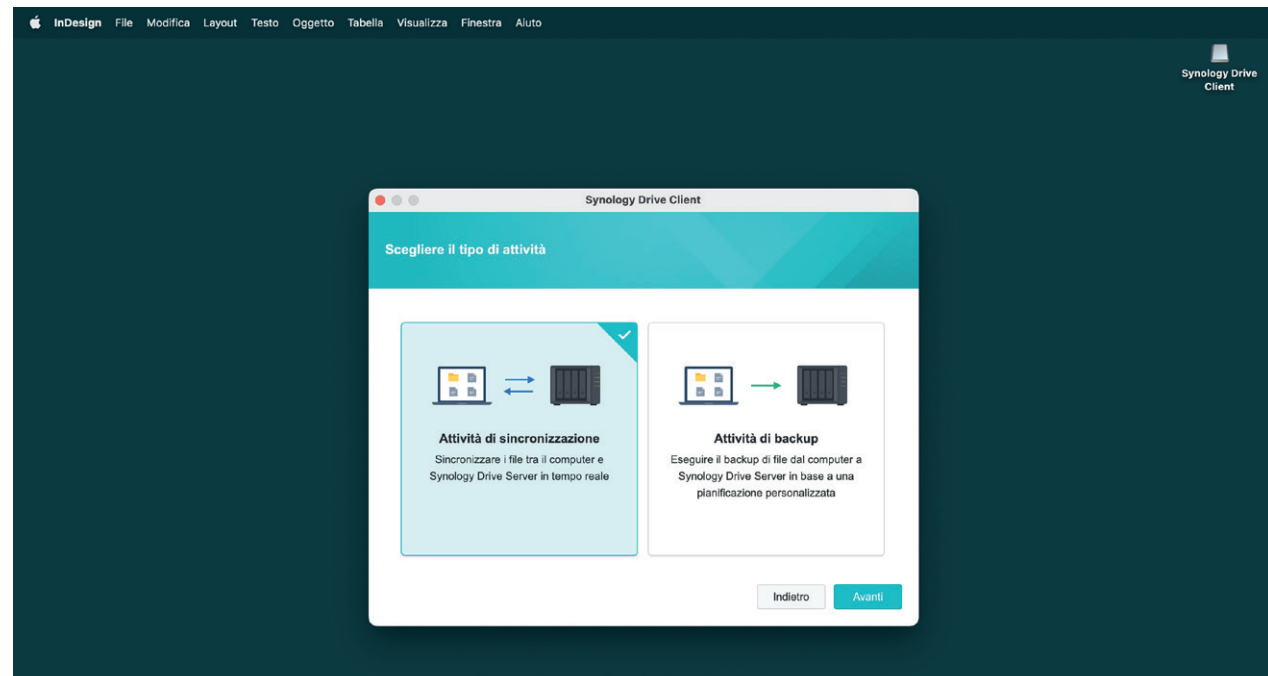 InDesign File Modifica Layout Testo Oggetto Tabella Visualizza Finestra Aiuto
Synology Drive
Client
Synology Drive Client
Scegliere il tipo di attività
Attività di sincronizzazione
Sincronizzare i file tra il computer e
Synology Drive Server in tempo reale
Attività di backup
Eseguire il backup di file dal computer a
Synology Drive Server in base a una
pianificazione personalizzata
Indietro
Avanti